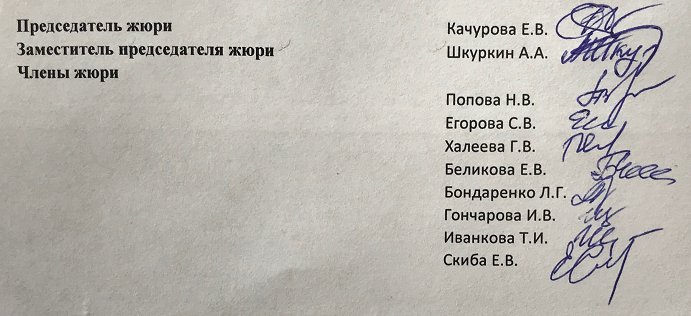 Председатель жюри Качурова Е.В.
Заместитель председателя жюри Шкуркин А.А.
Члены жюри
Попова Н.В.
Егорова С.В.
Халеева Г.В.
Беликова Е.В.
Бондаренко Л.Г.
Гончарова И.В.
Иванкова Т.И.
Скиба Е.В.